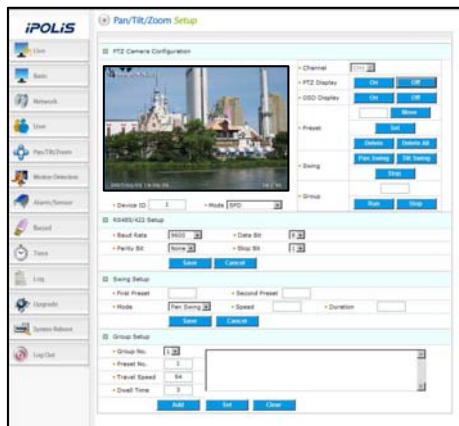 iPOLiS
Pan/Tilt/Zoom Setup
Live
Basic
Network
User
Pan/Tilt/Zoom
Motion Detection
Alarm/Sensor
Record
Time
Log
Upgrade
System Reboot
Log Out
PTZ Camera Configuration
Channel
PTZ Display On Off
OSD Display On Off
Move
Preset Set
Delete Delete All
Pan Swing Tilt Swing
Swing
Stop
Group
Run Stop
Device ID 1 Mode SPD
RS485/422 Setup
Baud Rate 9600 Data Bit 8
Parity Bit None Stop Bit 1
Save Cancel
Swing Setup
First Preset Second Preset
Mode Pan Swing Speed Duration
Save Cancel
Group Setup
Group No. 1
Preset No. 1
Travel Speed 64
Dwell Time 3
Add Set Clear